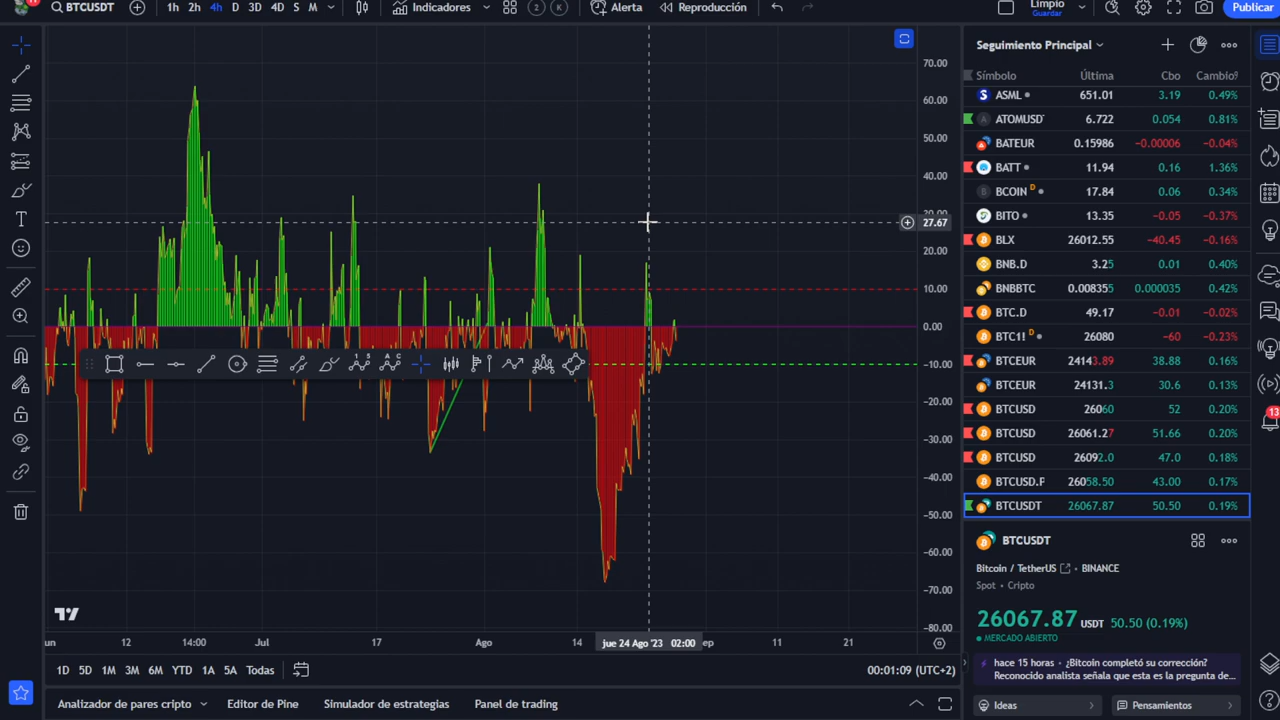 BTCUSDT
1h 2h 4h D 3D 4D S M
Indicadores
2 K
Alerta
Reproducción
Limpio
Guardar
Publicar
70.00
60.00
50.00
40.00
30.00
27.67
20.00
10.00
0.00
-10.00
-20.00
-30.00
-40.00
-50.00
-60.00
-70.00
-80.00
12 14:00 Jul 17 Ago 14 jue 24 Ago '23 02:00 ep 11 21
1D 5D 1M 3M 6M YTD 1A 5A Todas
00:01:09 (UTC+2)
Analizador de pares cripto Editor de Pine Simulador de estrategias Panel de trading
Seguimiento Principal
Símbolo Última Cbo Cambio%
ASML 651.01 3.19 0.49%
ATOMUSD 6.722 0.054 0.81%
BATEUR 0.15986 -0.00006 -0.04%
BATT 11.94 0.16 1.36%
BCOIN D 17.84 0.06 0.34%
BITO 13.35 -0.05 -0.37%
BLX 26012.55 -40.45 -0.16%
BNB.D 3.25 0.01 0.40%
BNBBTC 0.008355 0.000035 0.42%
BTC.D 49.17 -0.01 -0.02%
BTC1! D 26080 -60 -0.23%
BTCEUR 24143.89 38.88 0.16%
BTCEUR 24131.3 30.6 0.13%
BTCUSD 26060 52 0.20%
BTCUSD 26061.27 51.66 0.20%
BTCUSD 26092.0 47.0 0.18%
BTCUSD.P 26058.50 43.00 0.17%
BTCUSDT 26067.87 50.50 0.19%
BTCUSDT
Bitcoin / TetherUS • BINANCE
Spot • Cripto
26067.87 USDT 50.50 (0.19%)
MERCADO ABIERTO
hace 15 horas • ¿Bitcoin completó su corrección?
Reconocido analista señala que esta es la pregunta de...
Ideas
Pensamientos
13